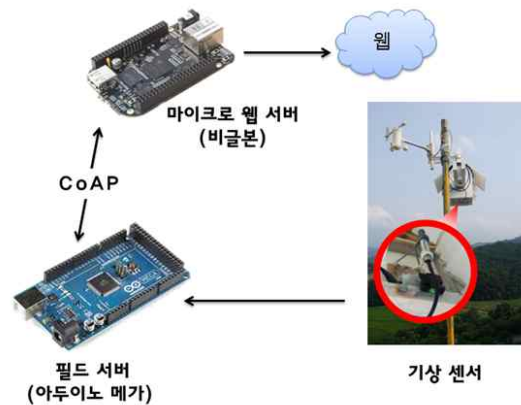 웹
마이크로 웹 서버
(비글본)
CoAP
필드 서버
(아두이노 메가)
기상 센서